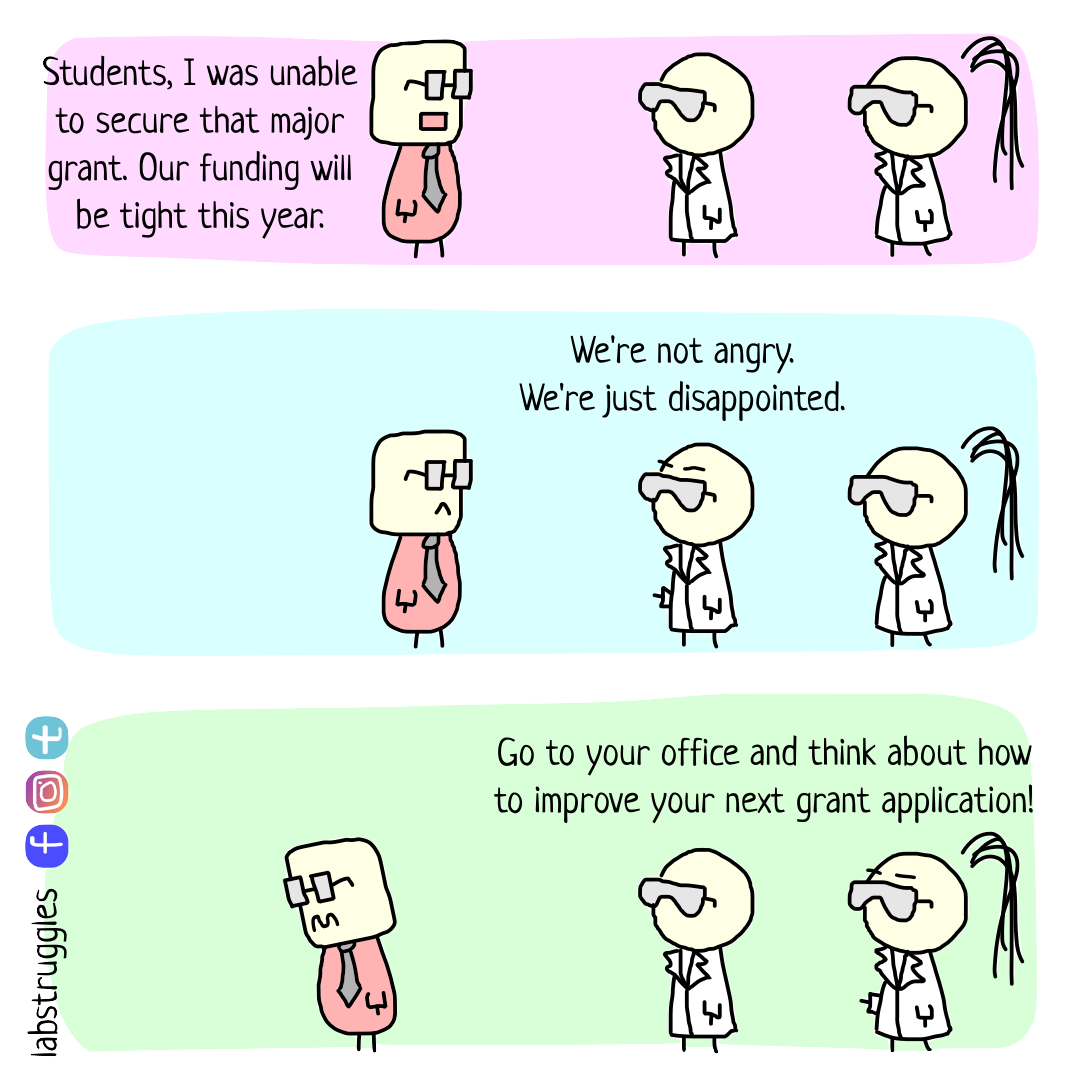 Students, I was unable
to secure that major
grant. Our funding will
be tight this year.
We're not angry.
We're just disappointed.
Go to your office and think about how
to improve your next grant application!
labstruggles